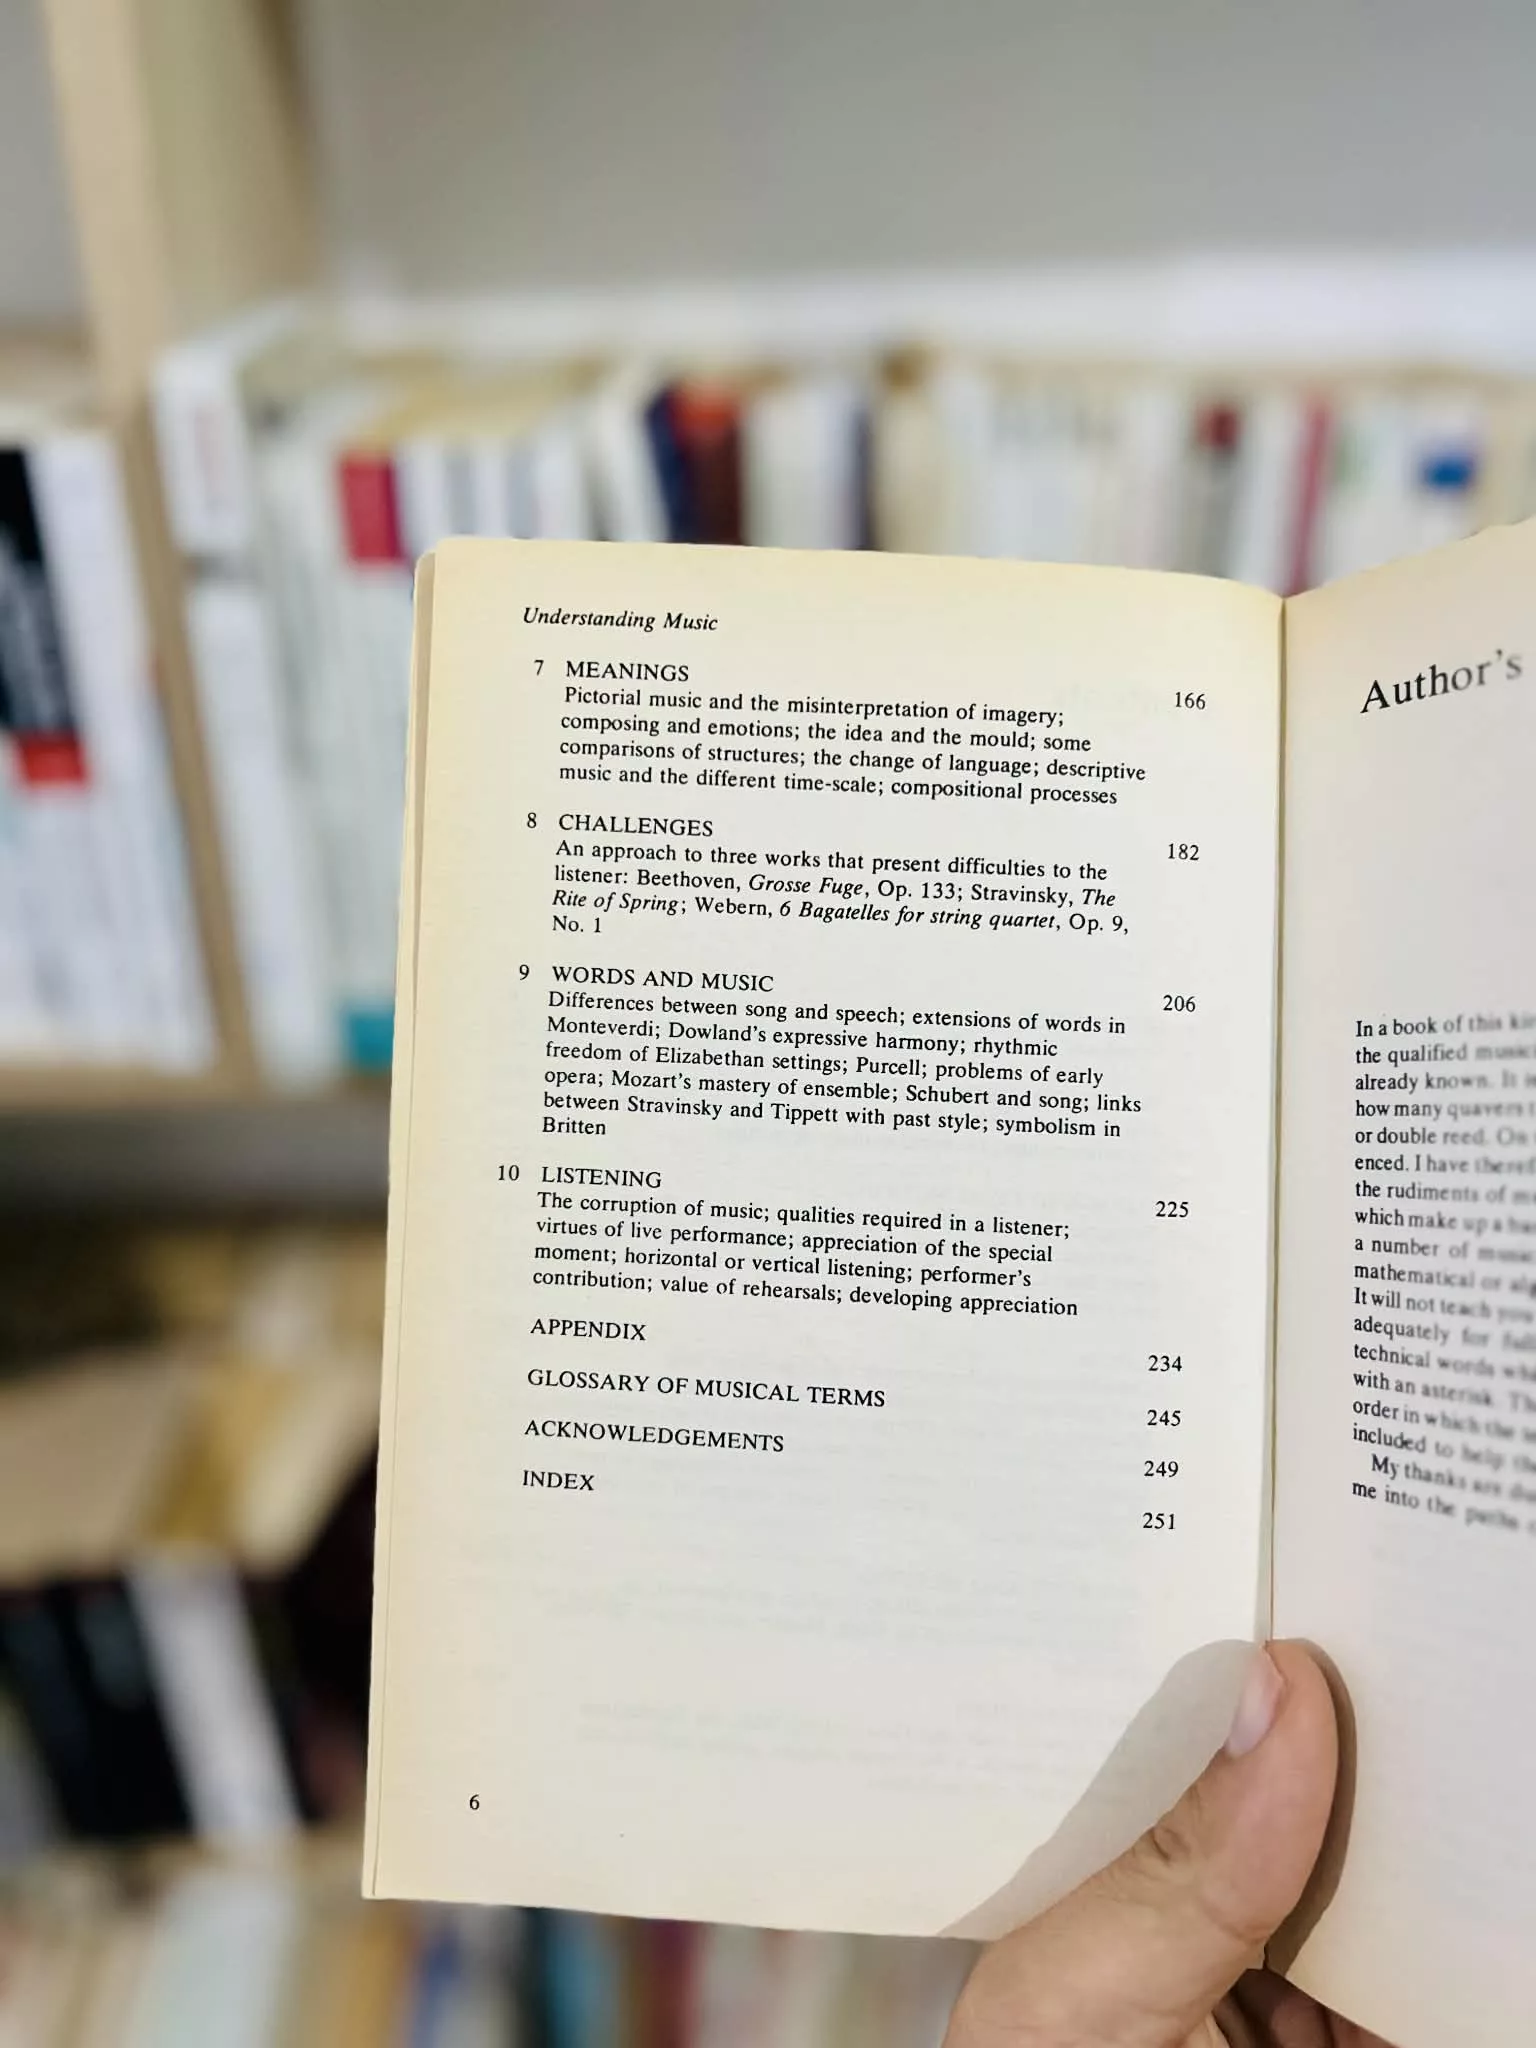 Understanding Music
7 MEANINGS 166
Pictorial music and the misinterpretation of imagery;
composing and emotions; the idea and the mould; some
comparisons of structures; the change of language; descriptive
music and the different time-scale; compositional processes
8 CHALLENGES 182
An approach to three works that present difficulties to the
listener: Beethoven, Grosse Fuge, Op. 133; Stravinsky, The
Rite of Spring; Webern, 6 Bagatelles for string quartet, Op. 9,
No. 1
9 WORDS AND MUSIC 206
Differences between song and speech; extensions of words in
Monteverdi; Dowland's expressive harmony; rhythmic
freedom of Elizabethan settings; Purcell; problems of early
opera; Mozart's mastery of ensemble; Schubert and song; links
between Stravinsky and Tippett with past style; symbolism in
Britten
10 LISTENING 225
The corruption of music; qualities required in a listener;
virtues of live performance; appreciation of the special
moment; horizontal or vertical listening; performer's
contribution; value of rehearsals; developing appreciation
APPENDIX 234
GLOSSARY OF MUSICAL TERMS 245
ACKNOWLEDGEMENTS 249
INDEX 251
6
Author's
In a book of this
the qualified
already known. It
how many quavers
or double reed. On
enced. I have
the rudiments of
which make up a
a number of
mathematical or
It will not teach you
adequately for
technical words
with an asterisk.
order in which the
included to help
My thanks are
me into the paths